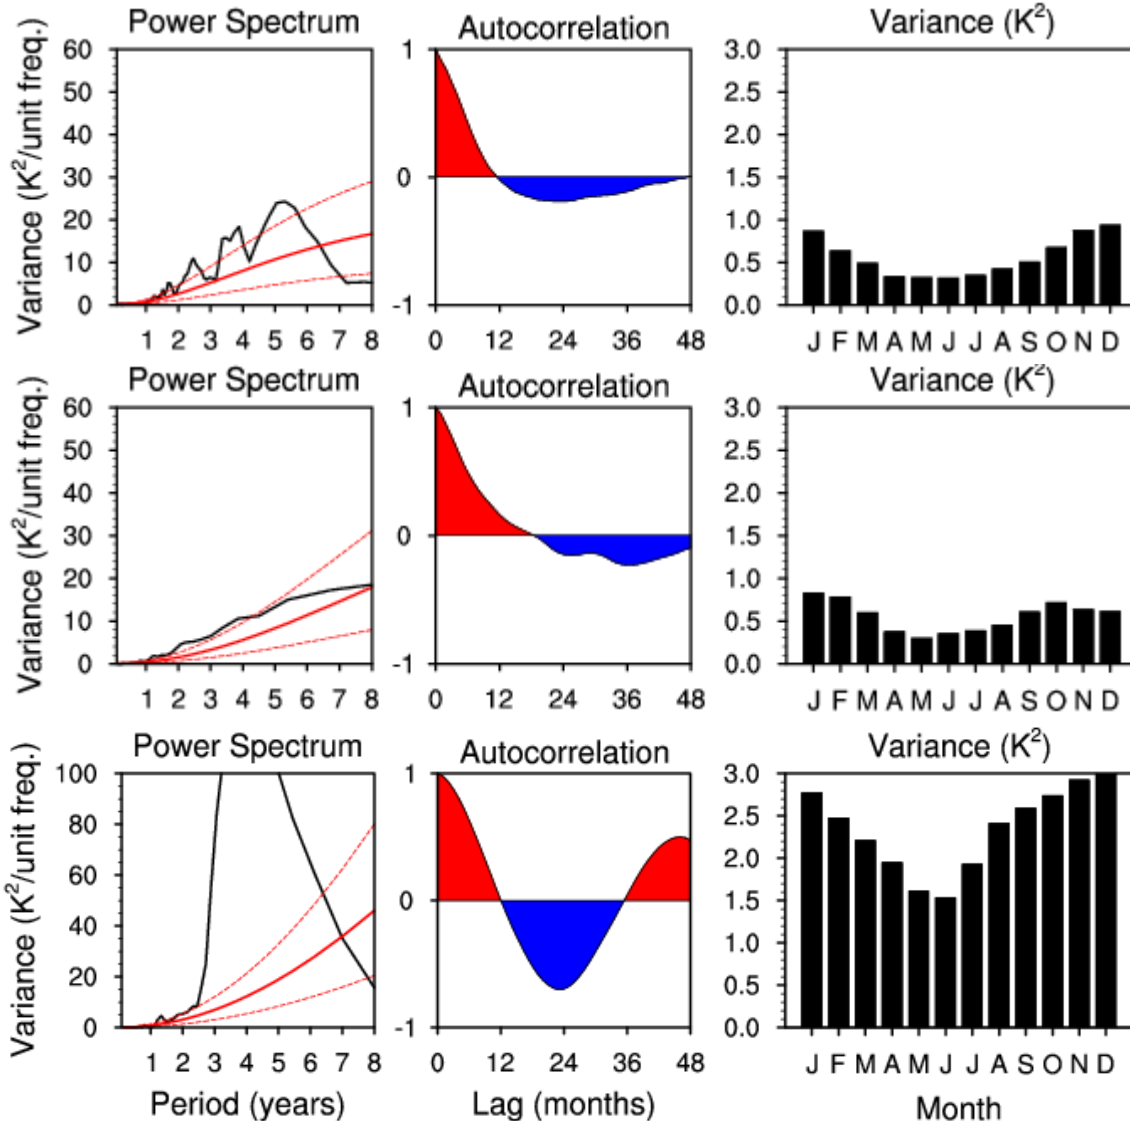 Power Spectrum Autocorrelation Variance (K²)
Variance (K²/unit freq.)
60 1 3.0
50 2.5
40 2.0
30 0 1.5
20 1.0
10 0.5
0 -1 0.0
1 2 3 4 5 6 7 8 0 12 24 36 48 J F M A M J J A S O N D
Power Spectrum Autocorrelation Variance (K²)
Variance (K²/unit freq.)
60 1 3.0
50 2.5
40 2.0
30 0 1.5
20 1.0
10 0.5
0 -1 0.0
1 2 3 4 5 6 7 8 0 12 24 36 48 J F M A M J J A S O N D
Power Spectrum Autocorrelation Variance (K²)
Variance (K²/unit freq.)
100 1 3.0
80 2.5
60 2.0
0 1.5
40 1.0
20 0.5
0 -1 0.0
1 2 3 4 5 6 7 8 0 12 24 36 48 J F M A M J J A S O N D
Period (years) Lag (months) Month